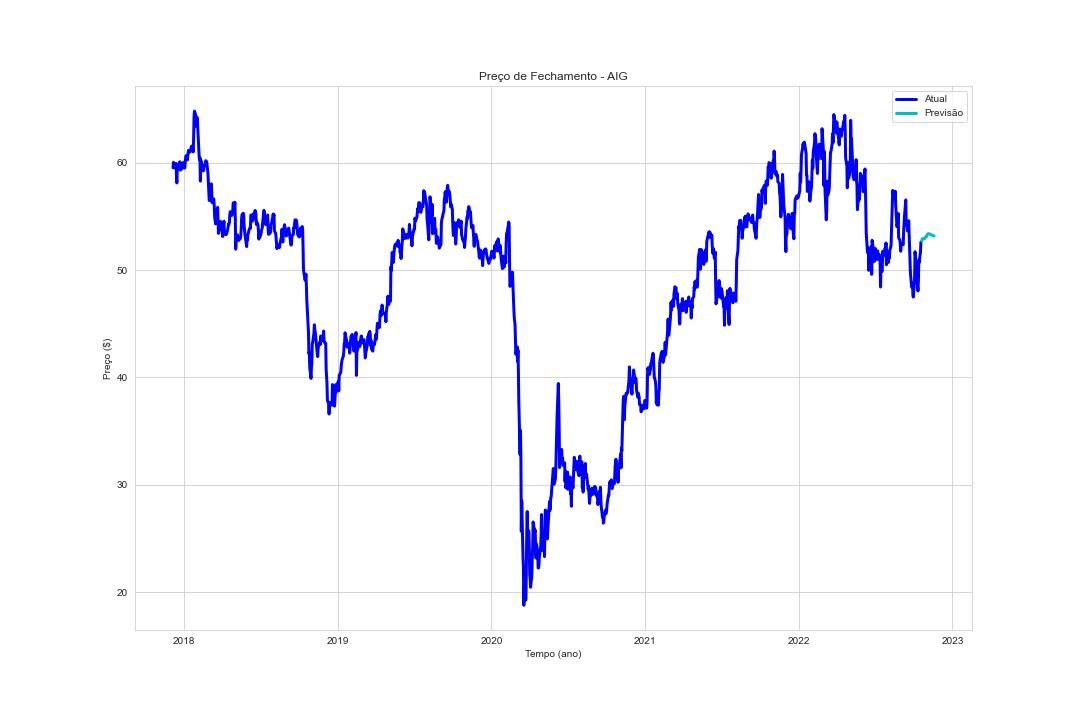 Preço de Fechamento - AIG
Atual
Previsão
Preço ($)
60
50
40
30
20
2018
2019
2020
2021
2022
2023
Tempo (ano)